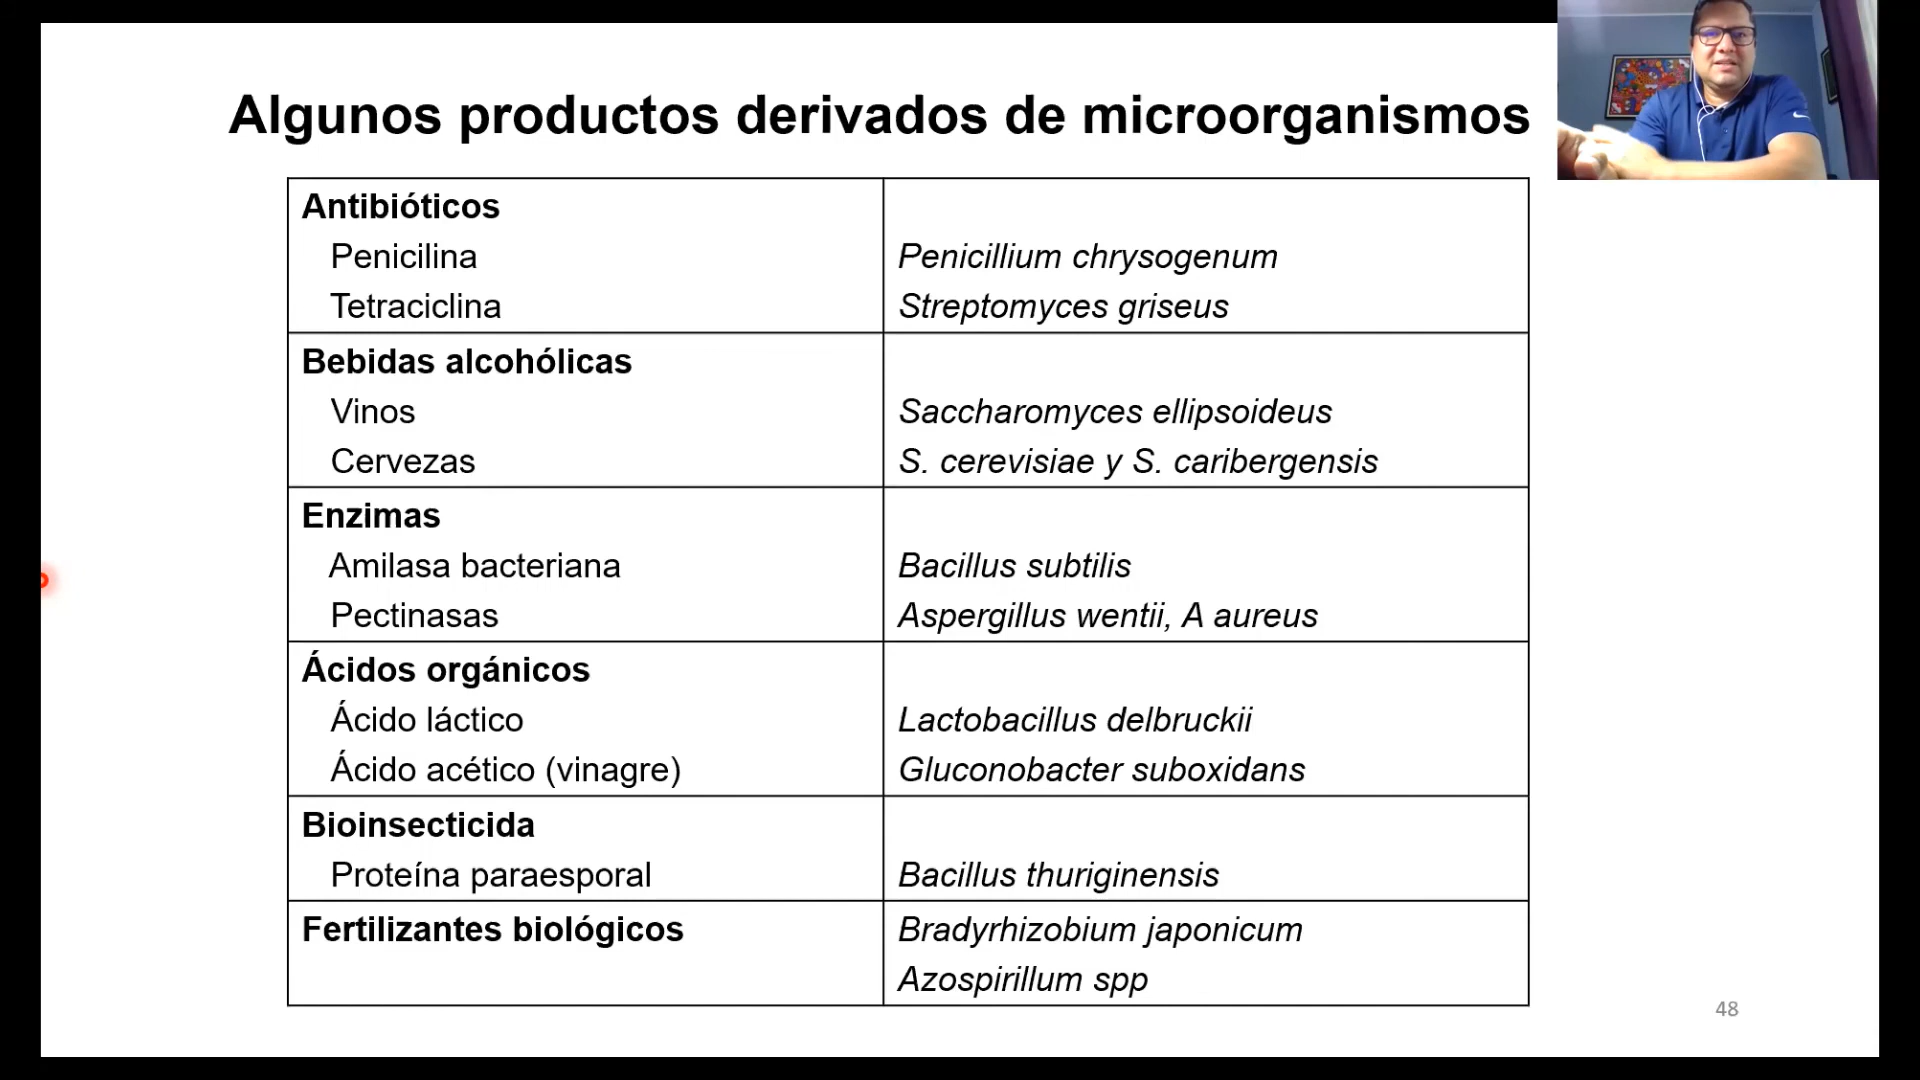 Algunos productos derivados de microorganismos
Antibióticos
Penicilina Penicillium chrysogenum
Tetraciclina Streptomyces griseus
Bebidas alcohólicas
Vinos Saccharomyces ellipsoideus
Cervezas S. cerevisiae y S. caribergensis
Enzimas
Amilasa bacteriana Bacillus subtilis
Pectinasas Aspergillus wentii, A aureus
Ácidos orgánicos
Ácido láctico Lactobacillus delbruckii
Ácido acético (vinagre) Gluconobacter suboxidans
Bioinsecticida
Proteína paraesporal Bacillus thuriginensis
Fertilizantes biológicos Bradyrhizobium japonicum
Azospirillum spp
48